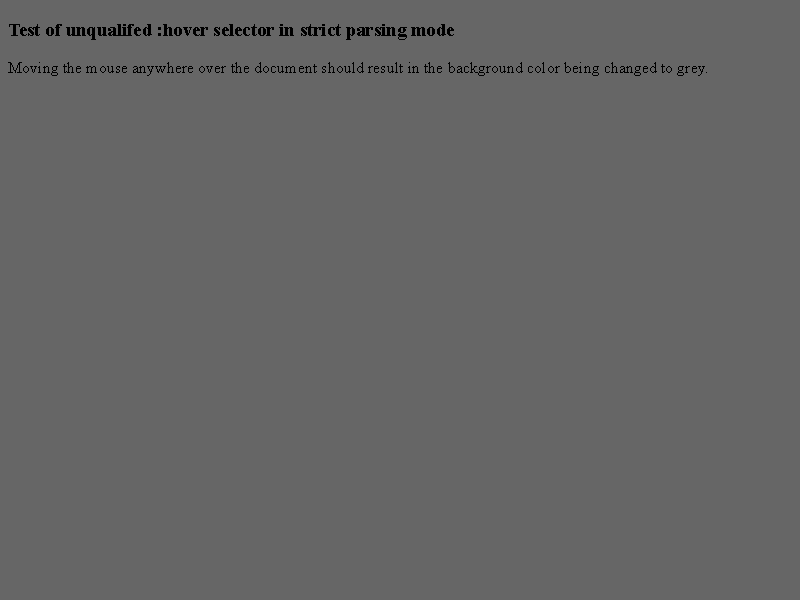 Test of unqualifed :hover selector in strict parsing mode
Moving the mouse anywhere over the document should result in the background color being changed to grey.